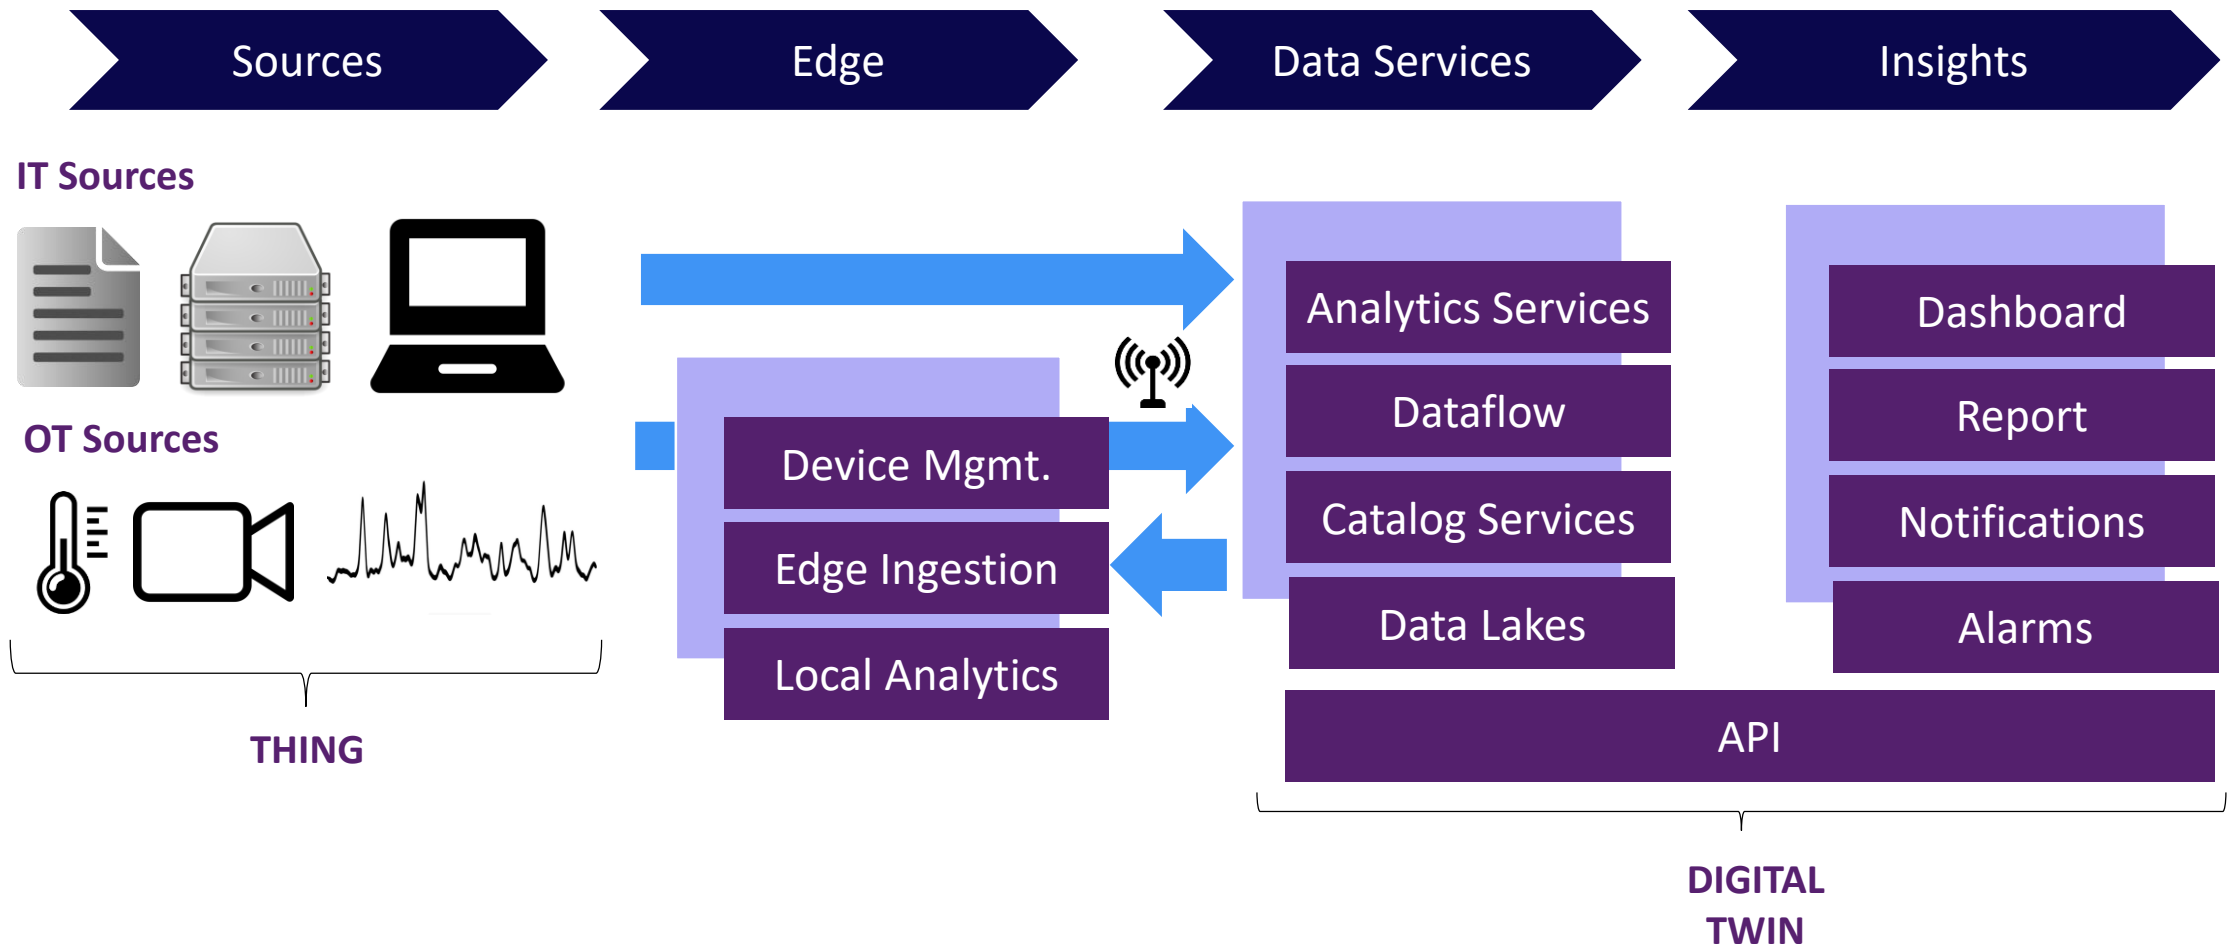 Sources
Edge
Data Services
Insights
IT Sources
OT Sources
THING
Device Mgmt.
Edge Ingestion
Local Analytics
Analytics Services
Dataflow
Catalog Services
Data Lakes
Dashboard
Report
Notifications
Alarms
API
DIGITAL
TWIN